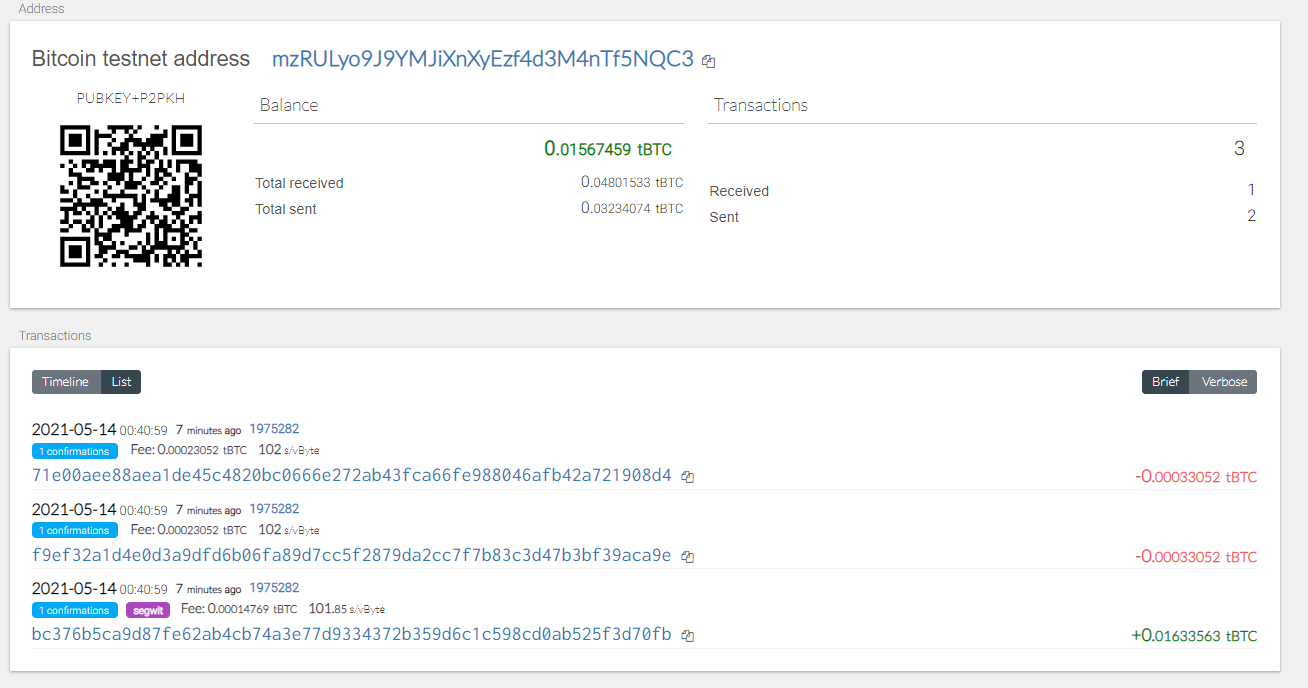 Address
Bitcoin testnet address mzRULyo9J9YMJiXnXyEzf4d3M4nTf5NQC3
PUBKEY+P2PKH
Balance
0.01567459 tBTC
Total received 0.04801533 tBTC
Total sent 0.03234074 tBTC
Transactions
3
Received 1
Sent 2
Transactions
Timeline List Brief Verbose
2021-05-14 00:40:59 7 minutes ago 1975282
1 confirmations Fee: 0.00023052 tBTC 102 s/vByte
71e00aee88aea1de45c4820bc0666e272ab43fca66fe988046afb42a721908d4 -0.00033052 tBTC
2021-05-14 00:40:59 7 minutes ago 1975282
1 confirmations Fee: 0.00023052 tBTC 102 s/vByte
f9ef32a1d4e0d3a9dfd6b06fa89d7cc5f2879da2cc7f7b83c3d47b3bf39aca9e -0.00033052 tBTC
2021-05-14 00:40:59 7 minutes ago 1975282
1 confirmations segwit Fee: 0.00014769 tBTC 101.85 s/vByte
bc376b5ca9d87fe62ab4cb74a3e77d9334372b359d6c1c598cd0ab525f3d70fb +0.01633563 tBTC